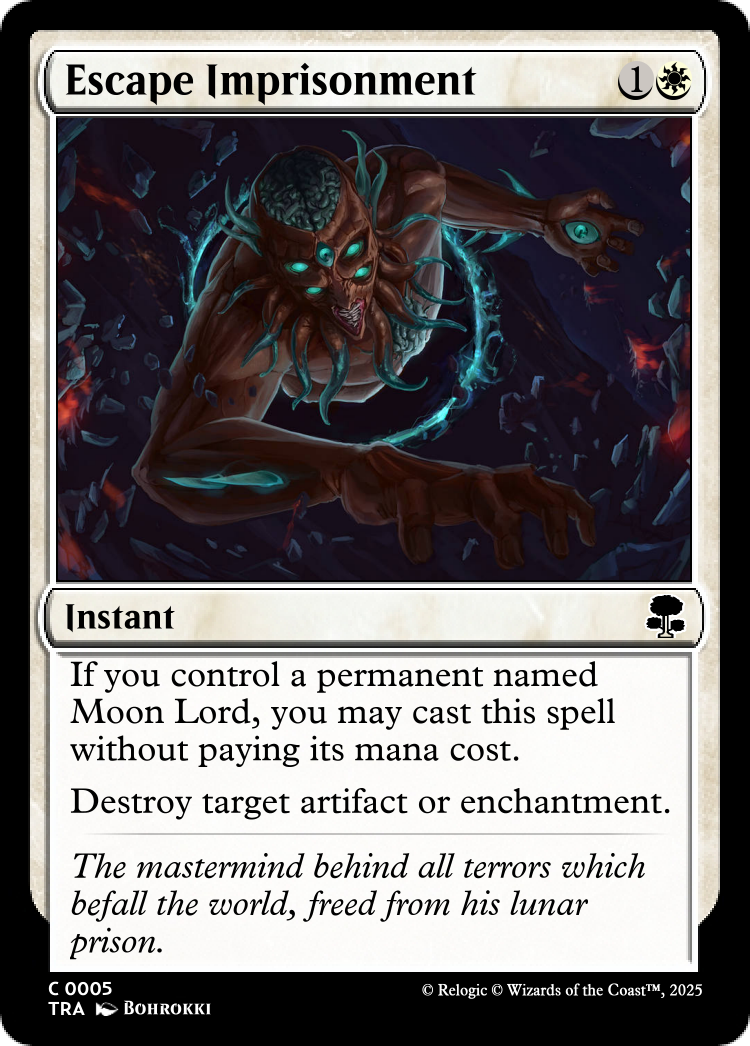 Escape Imprisonment 1
Instant
If you control a permanent named
Moon Lord, you may cast this spell
without paying its mana cost.
Destroy target artifact or enchantment.
The mastermind behind all terrors which
befall the world, freed from his lunar
prison.
C 0005
TRA Bohrokki
© Relogic © Wizards of the Coast™, 2025